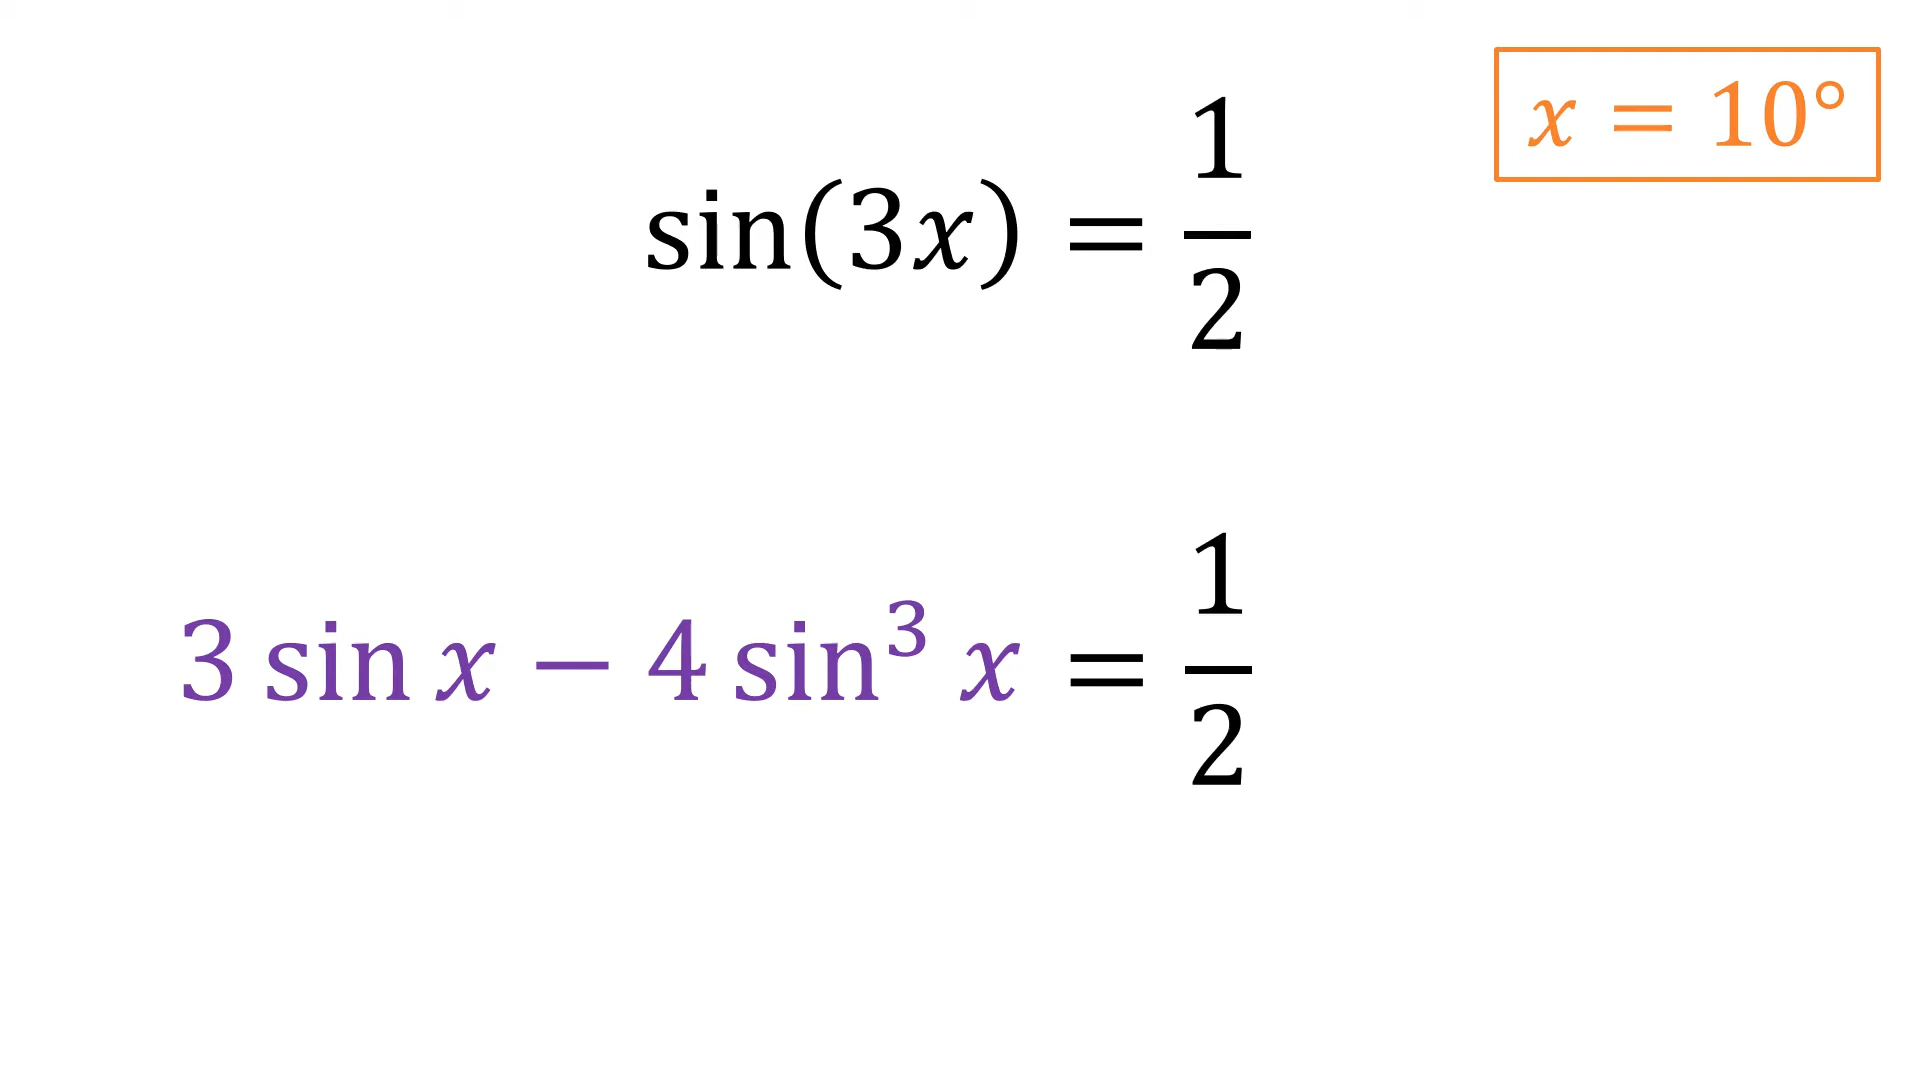 x = 10°
sin(3x) = 1/2
3 sin x − 4 sin³ x = 1/2